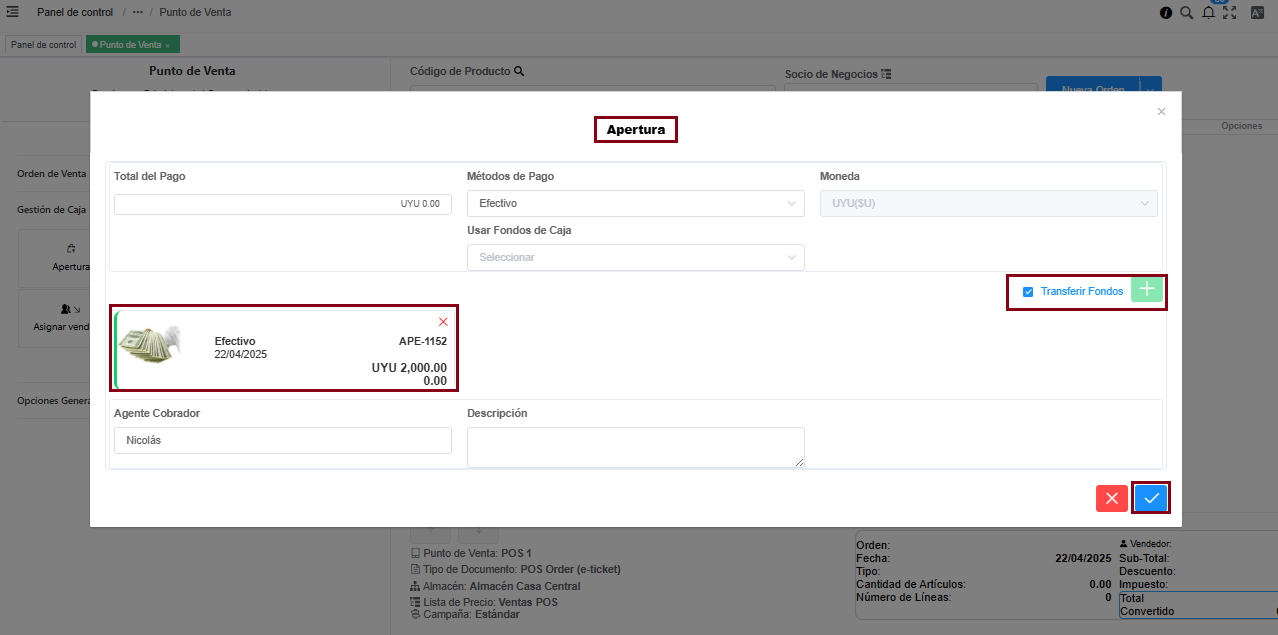 Panel de control / ··· / Punto de Venta
Panel de control
Punto de Venta ×
Punto de Venta
Código de Producto
Socio de Negocios
Nueva Orden
Opciones
Orden de Venta
Gestión de Caja
Apertura
Asignar vend
Opciones Genera
Apertura
Total del Pago
Métodos de Pago
Moneda
UYU 0.00
Efectivo
UYU($U)
Usar Fondos de Caja
Seleccionar
Transferir Fondos
Efectivo
APE-1152
22/04/2025
UYU 2,000.00
0.00
Agente Cobrador
Descripción
Nicolás
Punto de Venta: POS 1
Tipo de Documento: POS Order (e-ticket)
Almacén: Almacén Casa Central
Lista de Precio: Ventas POS
Campaña: Estándar
Orden:
Fecha: 22/04/2025
Tipo:
Cantidad de Artículos: 0.00
Número de Líneas: 0
Vendedor:
Sub-Total:
Descuento:
Impuesto:
Total
Convertido